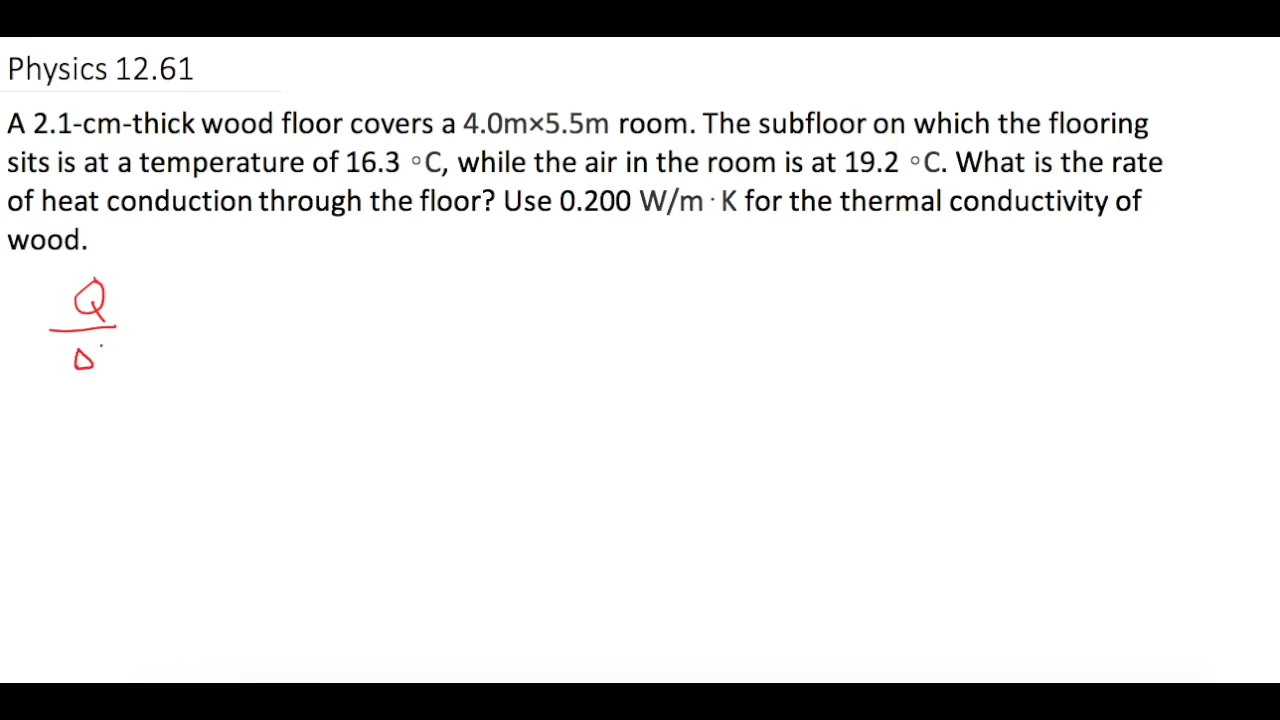 Physics 12.61
A 2.1-cm-thick wood floor covers a 4.0m×5.5m room. The subfloor on which the flooring
sits is at a temperature of 16.3 ∘C, while the air in the room is at 19.2 ∘C. What is the rate
of heat conduction through the floor? Use 0.200 W/m⋅K for the thermal conductivity of
wood.
Q
Δ